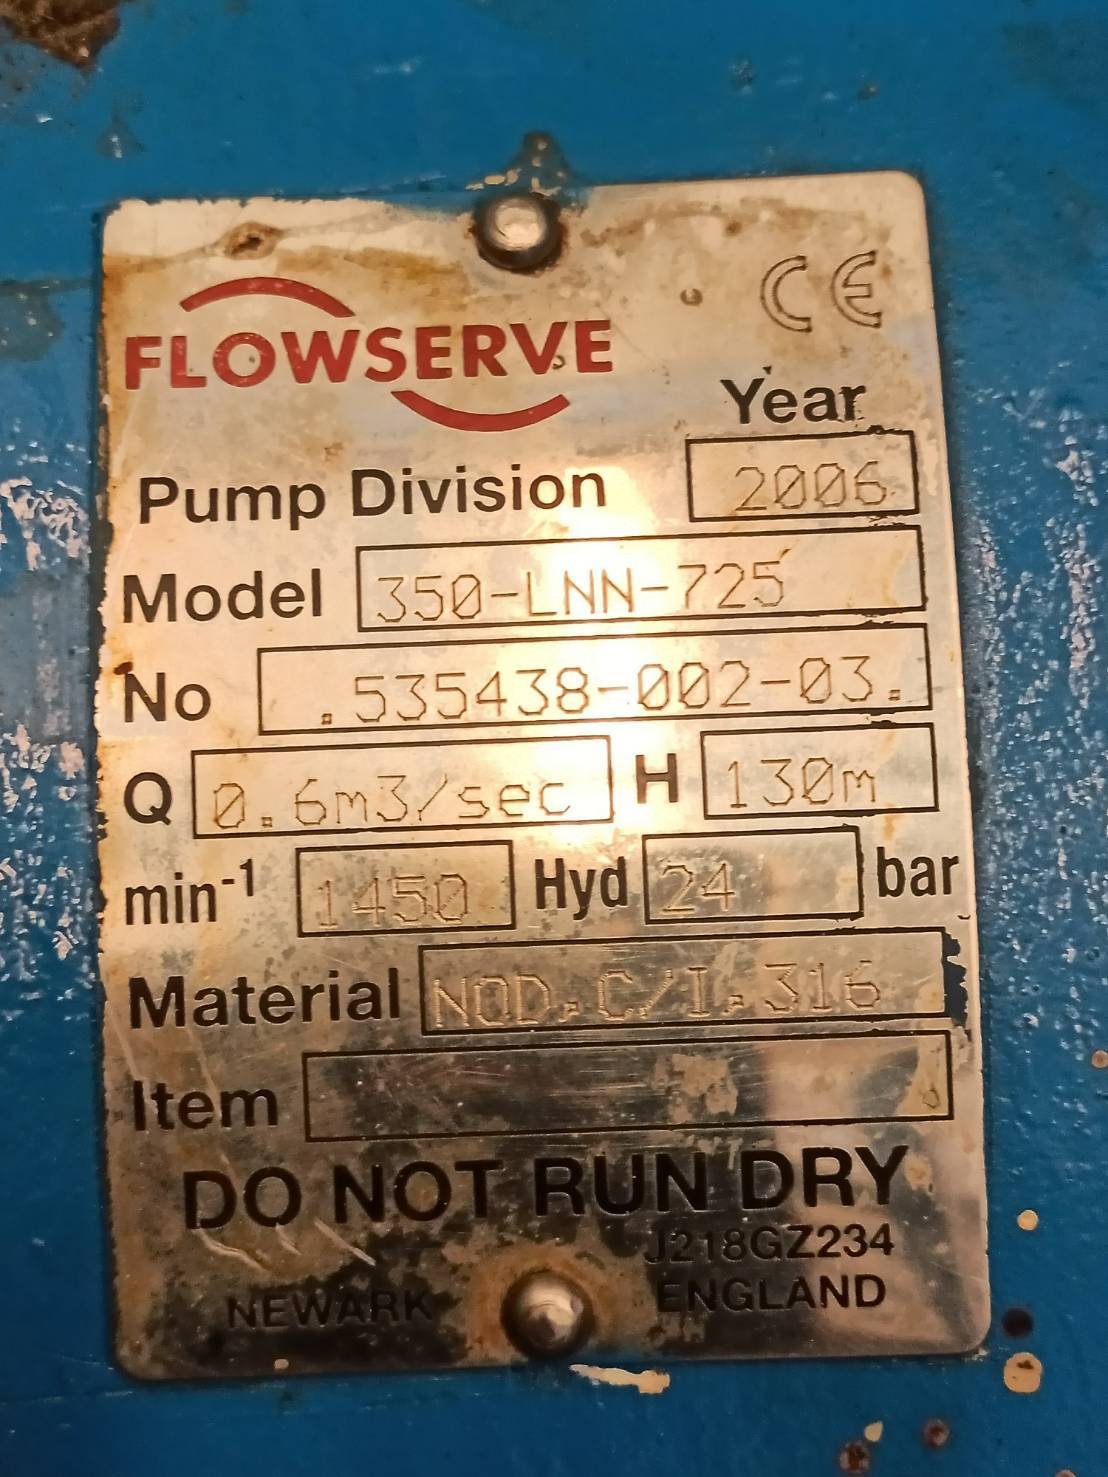 CE
FLOWSERVE
Year
Pump Division 2006
Model 350-LNN-725
No .535438-002-03.
Q 0.6m3/sec H 130m
min-1 1450 Hyd 24 bar
Material NOD.C/I.316
Item
DO NOT RUN DRY
J218GZ234
NEWARK ENGLAND